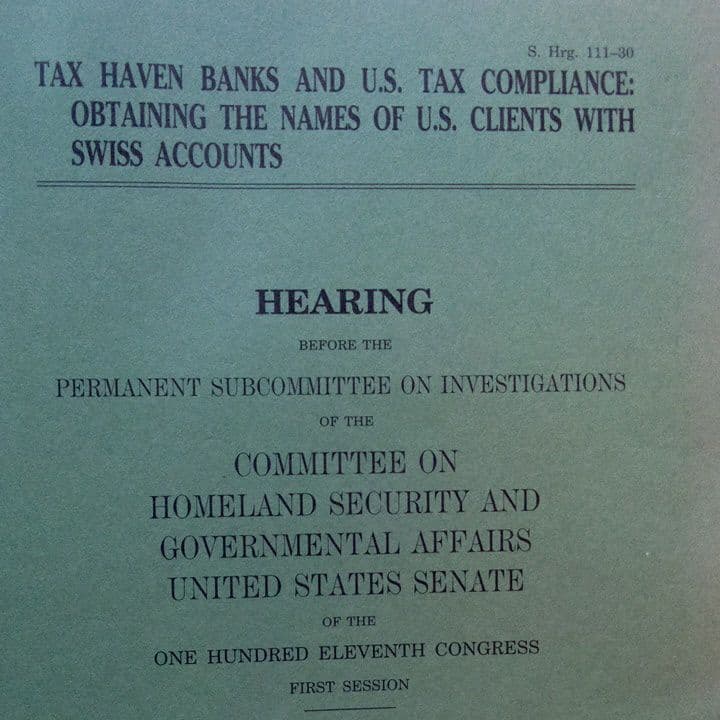 S. Hrg. 111–30
TAX HAVEN BANKS AND U.S. TAX COMPLIANCE:
OBTAINING THE NAMES OF U.S. CLIENTS WITH
SWISS ACCOUNTS
HEARING
BEFORE THE
PERMANENT SUBCOMMITTEE ON INVESTIGATIONS
OF THE
COMMITTEE ON
HOMELAND SECURITY AND
GOVERNMENTAL AFFAIRS
UNITED STATES SENATE
OF THE
ONE HUNDRED ELEVENTH CONGRESS
FIRST SESSION